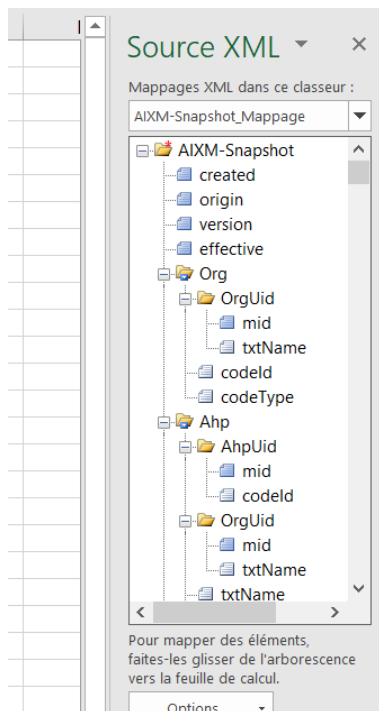 Source XML
Mappages XML dans ce classeur :
AIXM-Snapshot_Mappage
AIXM-Snapshot
created
origin
version
effective
Org
OrgUid
mid
txtName
codeId
codeType
Ahp
AhpUid
mid
codeId
OrgUid
mid
txtName
txtName
Pour mapper des éléments,
faites-les glisser de l'arborescence
vers la feuille de calcul.
Options